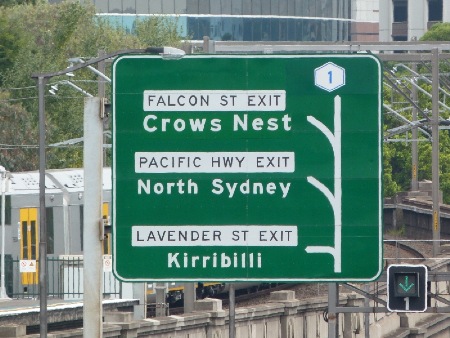 1
FALCON ST EXIT
Crows Nest
PACIFIC HWY EXIT
North Sydney
LAVENDER ST EXIT
Kirribilli